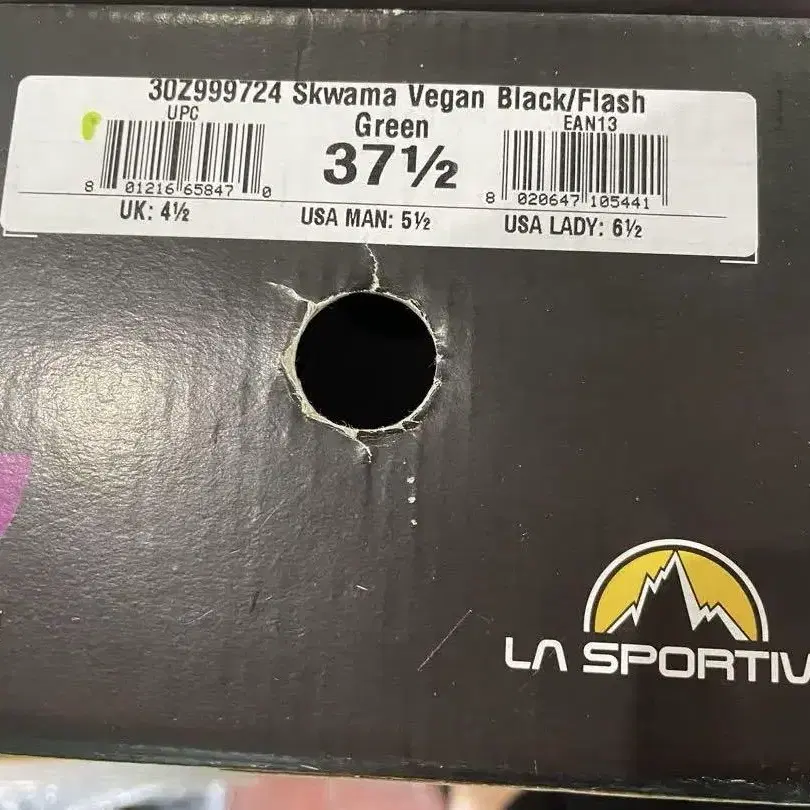 30Z999724 Skwama Vegan Black/Flash
Green
UPC
EAN13
37½
8 01216 65847 0
8 020647 105441
UK: 4½
USA MAN: 5½
USA LADY: 6½
LA SPORTIV